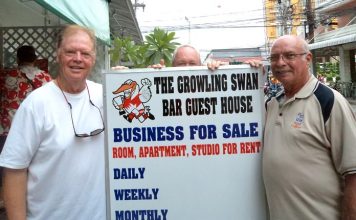 THE GROWLING SWAN
BAR GUEST HOUSE
BUSINESS FOR SALE
ROOM, APARTMENT, STUDIO FOR RENT
DAILY
WEEKLY
MONTHLY